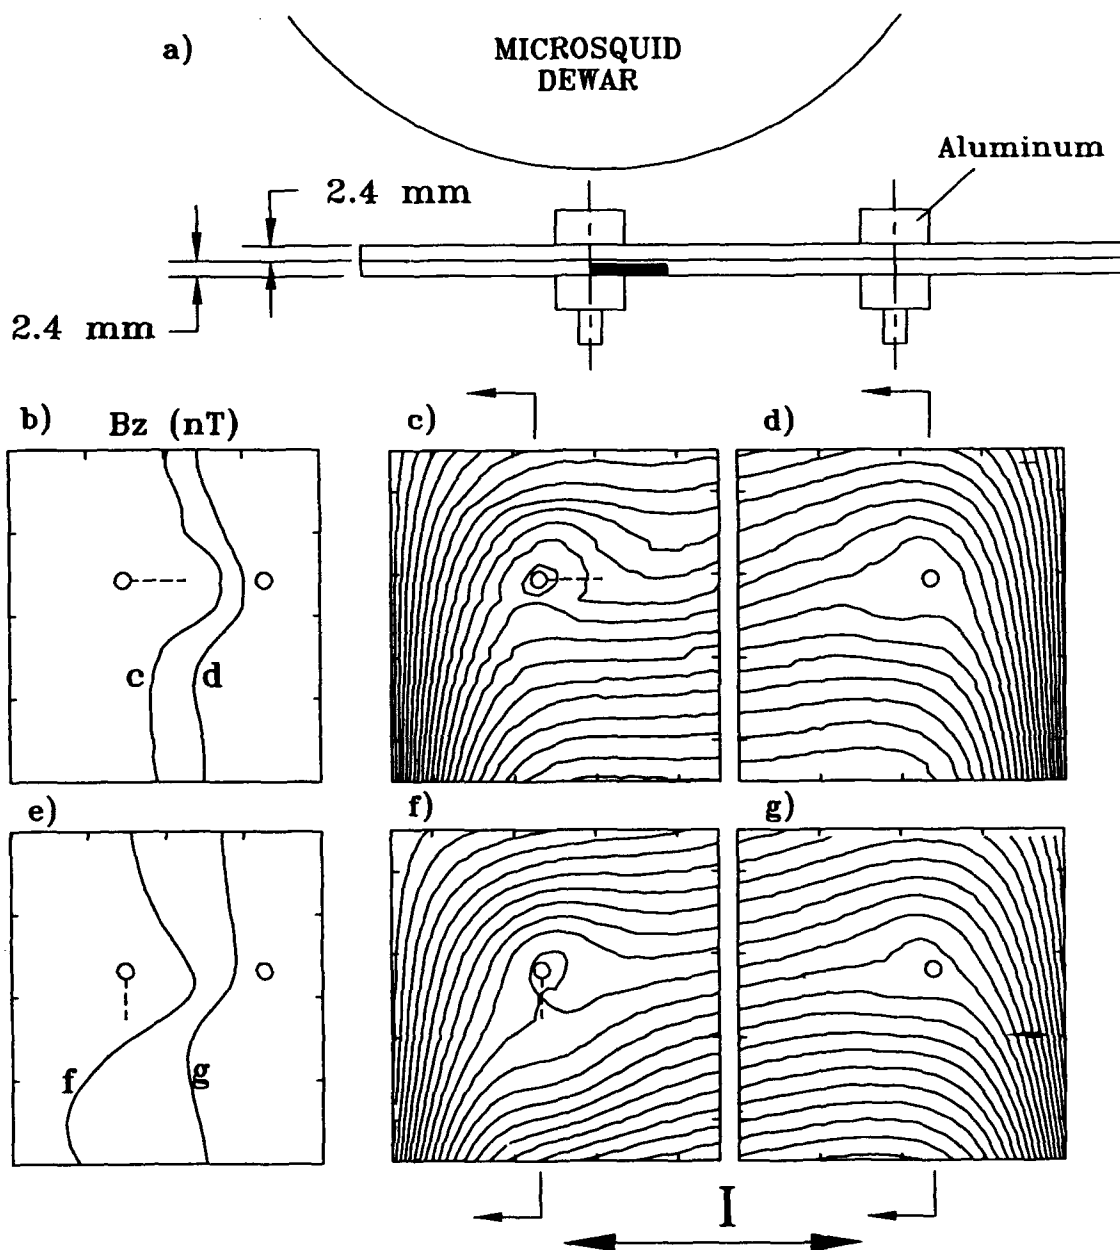 a)
MICROSQUID
DEWAR
Aluminum
2.4 mm
2.4 mm
b) Bz (nT)
c)
d)
c
d
e)
f)
g)
f
g
I